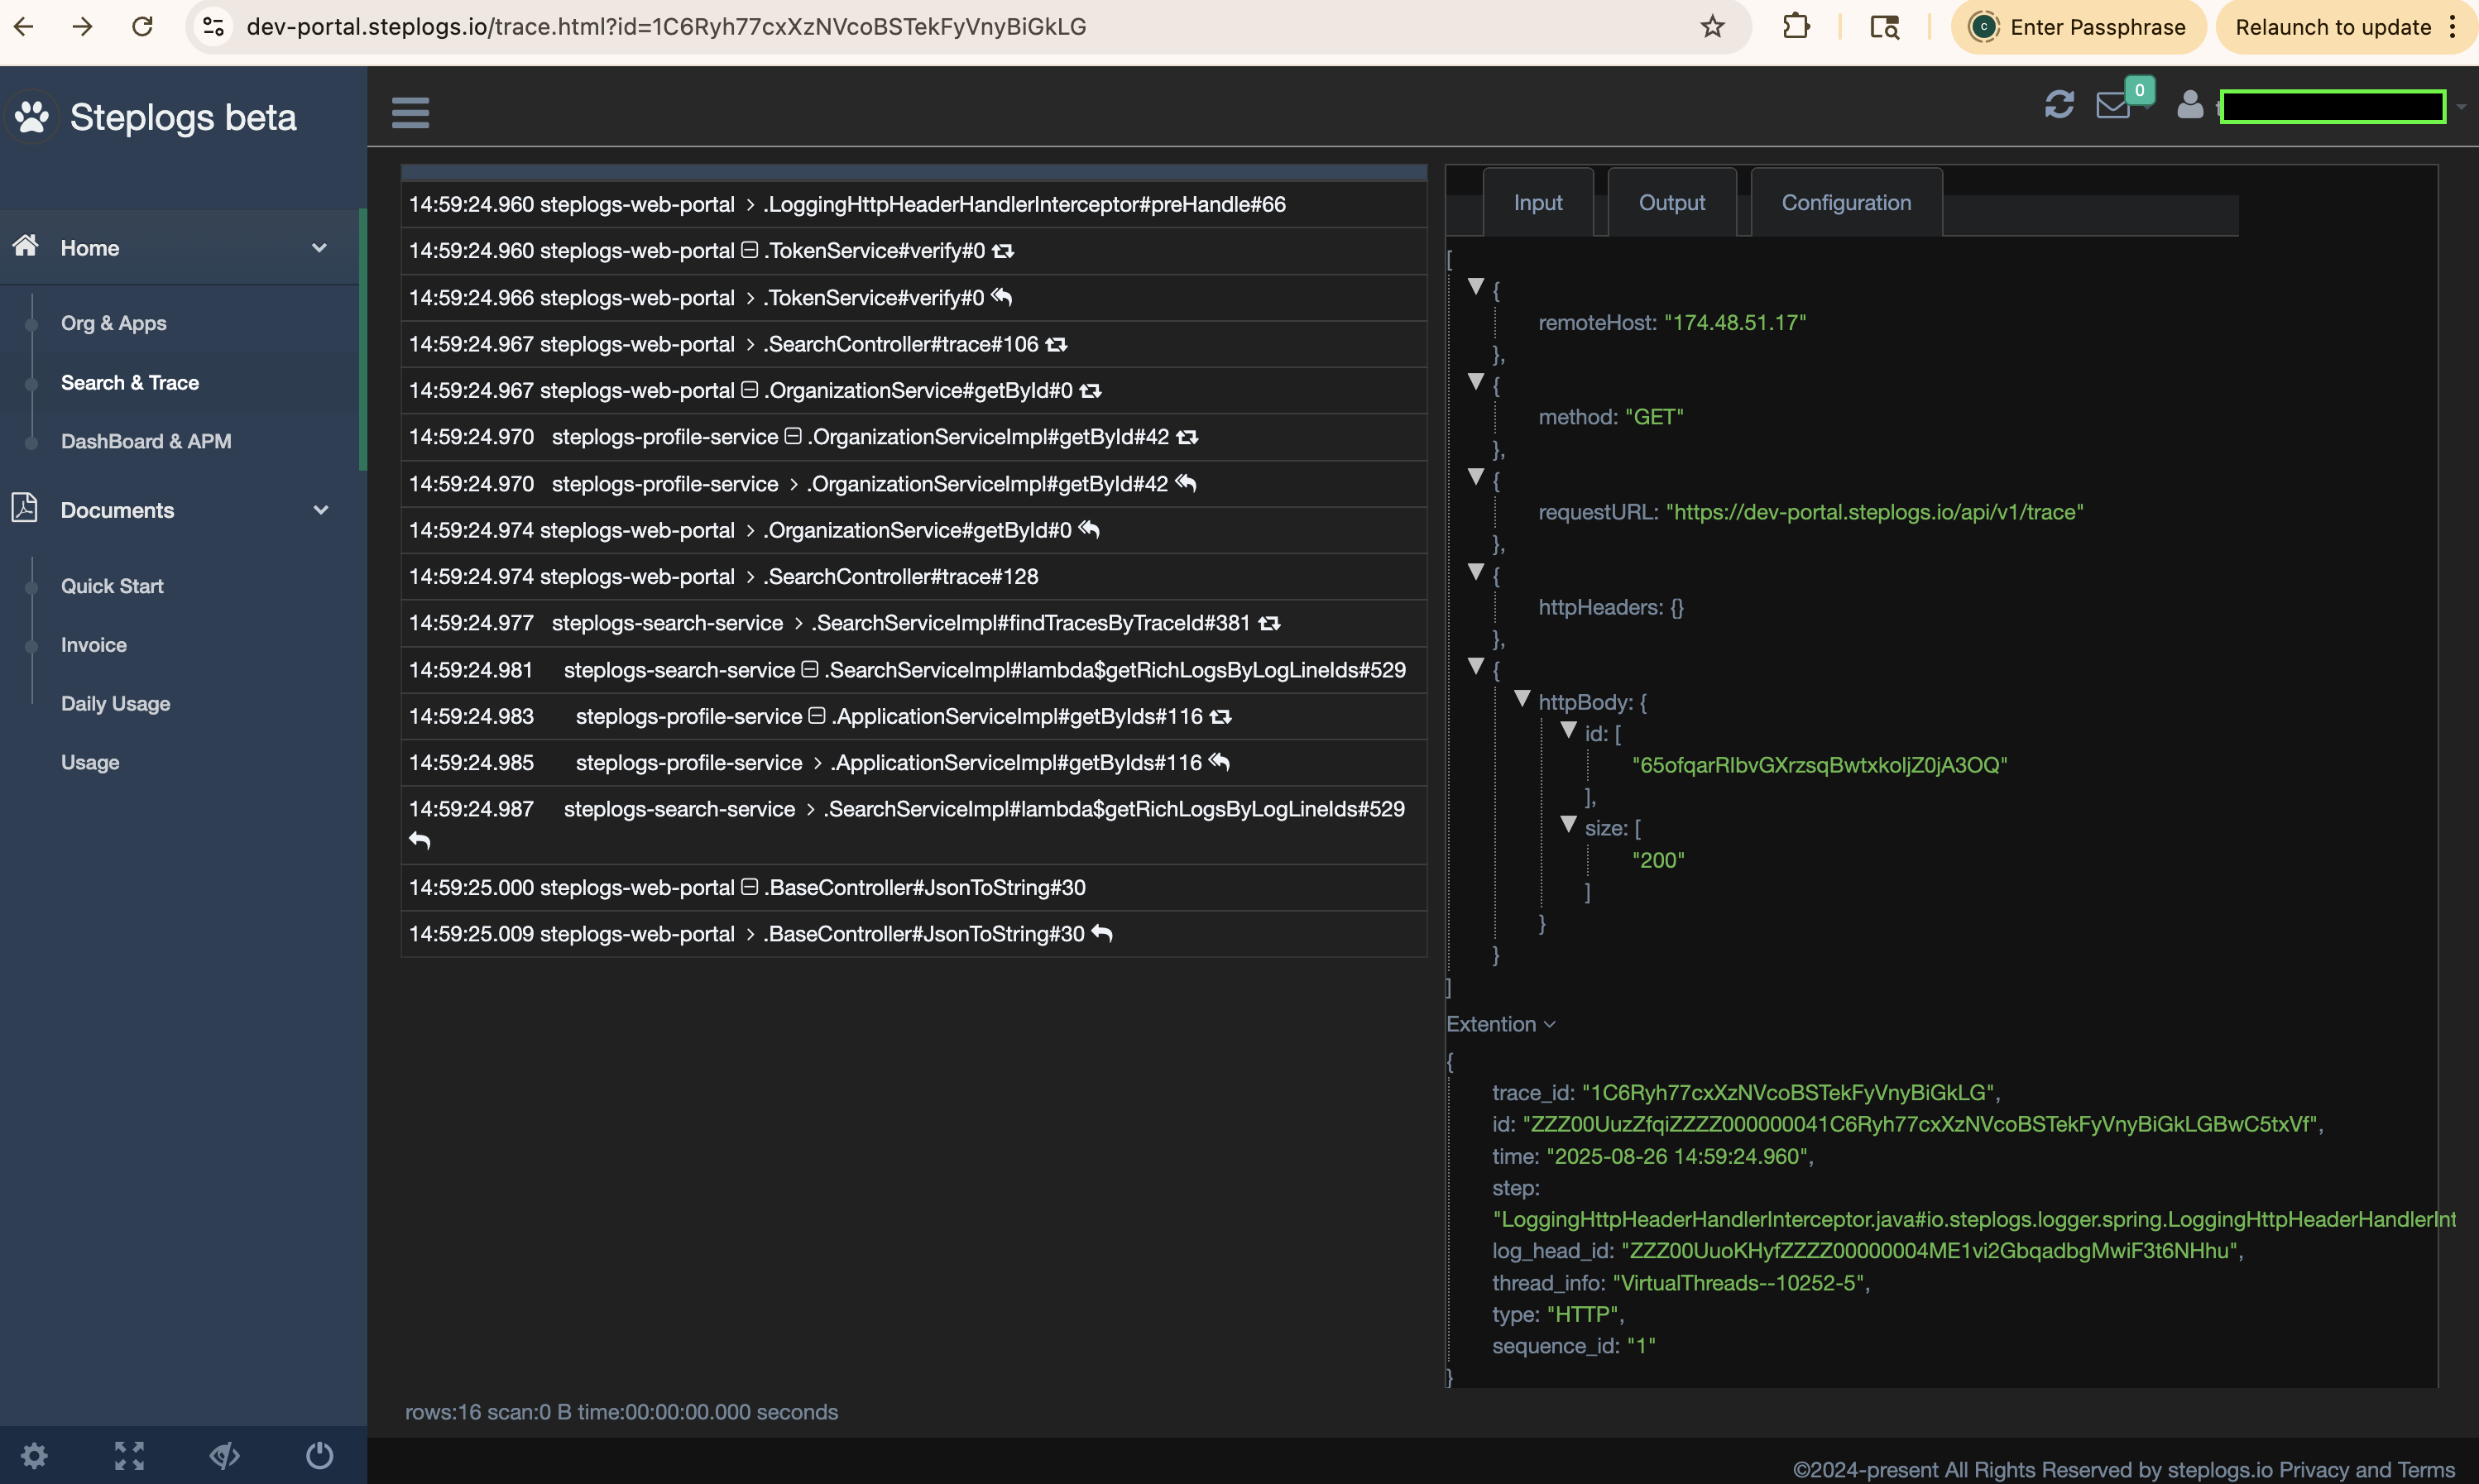 dev-portal.steplogs.io/trace.html?id=1C6Ryh77cxXzNVcoBSTekFyVnyBiGkLG
Enter Passphrase
Relaunch to update
Steplogs beta
0
Home
Org & Apps
Search & Trace
DashBoard & APM
Documents
Quick Start
Invoice
Daily Usage
Usage
14:59:24.960 steplogs-web-portal > .LoggingHttpHeaderHandlerInterceptor#preHandle#66
14:59:24.960 steplogs-web-portal .TokenService#verify#0
14:59:24.966 steplogs-web-portal > .TokenService#verify#0
14:59:24.967 steplogs-web-portal > .SearchController#trace#106
14:59:24.967 steplogs-web-portal .OrganizationService#getById#0
14:59:24.970 steplogs-profile-service .OrganizationServiceImpl#getById#42
14:59:24.970 steplogs-profile-service > .OrganizationServiceImpl#getById#42
14:59:24.974 steplogs-web-portal > .OrganizationService#getById#0
14:59:24.974 steplogs-web-portal > .SearchController#trace#128
14:59:24.977 steplogs-search-service > .SearchServiceImpl#findTracesByTraceId#381
14:59:24.981 steplogs-search-service .SearchServiceImpl#lambda$getRichLogsByLogLineIds#529
14:59:24.983 steplogs-profile-service .ApplicationServiceImpl#getByIds#116
14:59:24.985 steplogs-profile-service > .ApplicationServiceImpl#getByIds#116
14:59:24.987 steplogs-search-service > .SearchServiceImpl#lambda$getRichLogsByLogLineIds#529
14:59:25.000 steplogs-web-portal .BaseController#JsonToString#30
14:59:25.009 steplogs-web-portal > .BaseController#JsonToString#30
rows:16 scan:0 B time:00:00:00.000 seconds
Input Output Configuration
[
{
remoteHost: "174.48.51.17"
},
{
method: "GET"
},
{
requestURL: "https://dev-portal.steplogs.io/api/v1/trace"
},
{
httpHeaders: {}
},
{
httpBody: {
id: [
"65ofqarRIbvGXrzsqBwtxkoljZ0jA3OQ"
],
size: [
"200"
]
}
}
]
Extention
{
trace_id: "1C6Ryh77cxXzNVcoBSTekFyVnyBiGkLG",
id: "ZZZ00UuzZfqiZZZZ000000041C6Ryh77cxXzNVcoBSTekFyVnyBiGkLGBwC5txVf",
time: "2025-08-26 14:59:24.960",
step:
"LoggingHttpHeaderHandlerInterceptor.java#io.steplogs.logger.spring.LoggingHttpHeaderHandlerInt
log_head_id: "ZZZ00UuoKHyfZZZZ00000004ME1vi2GbqadbgMwiF3t6NHhu",
thread_info: "VirtualThreads--10252-5",
type: "HTTP",
sequence_id: "1"
}
©2024-present All Rights Reserved by steplogs.io Privacy and Terms